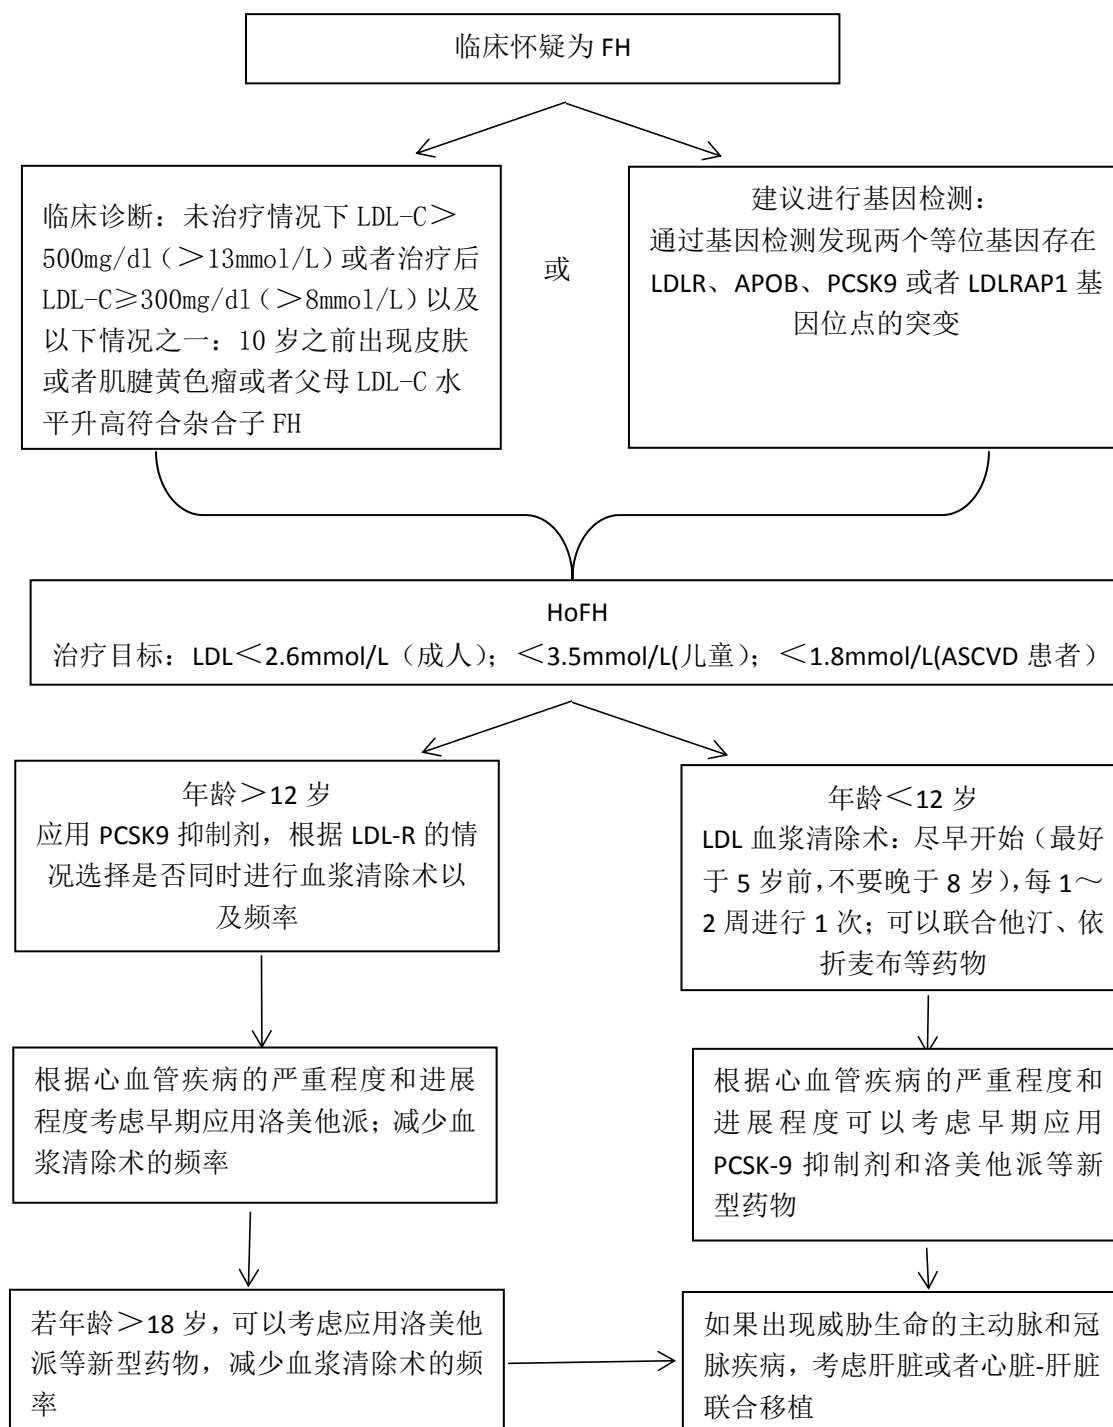 临床怀疑为 FH
临床诊断：未治疗情况下 LDL-C＞
500mg/dl（＞13mmol/L）或者治疗后
LDL-C≥300mg/dl（＞8mmol/L）以及
以下情况之一：10 岁之前出现皮肤
或者肌腱黄色瘤或者父母 LDL-C 水
平升高符合杂合子 FH
或
建议进行基因检测：
通过基因检测发现两个等位基因存在
LDLR、APOB、PCSK9 或者 LDLRAP1 基
因位点的突变
HoFH
治疗目标：LDL＜2.6mmol/L（成人）；＜3.5mmol/L(儿童）；＜1.8mmol/L(ASCVD 患者）
年龄＞12 岁
应用 PCSK9 抑制剂，根据 LDL-R 的情
况选择是否同时进行血浆清除术以
及频率
年龄＜12 岁
LDL 血浆清除术：尽早开始（最好
于 5 岁前，不要晚于 8 岁），每 1～
2 周进行 1 次；可以联合他汀、依
折麦布等药物
根据心血管疾病的严重程度和进展
程度考虑早期应用洛美他派；减少血
浆清除术的频率
根据心血管疾病的严重程度和
进展程度可以考虑早期应用
PCSK-9 抑制剂和洛美他派等新
型药物
若年龄＞18 岁，可以考虑应用洛美他
派等新型药物，减少血浆清除术的频
率
如果出现威胁生命的主动脉和冠
脉疾病，考虑肝脏或者心脏-肝脏
联合移植